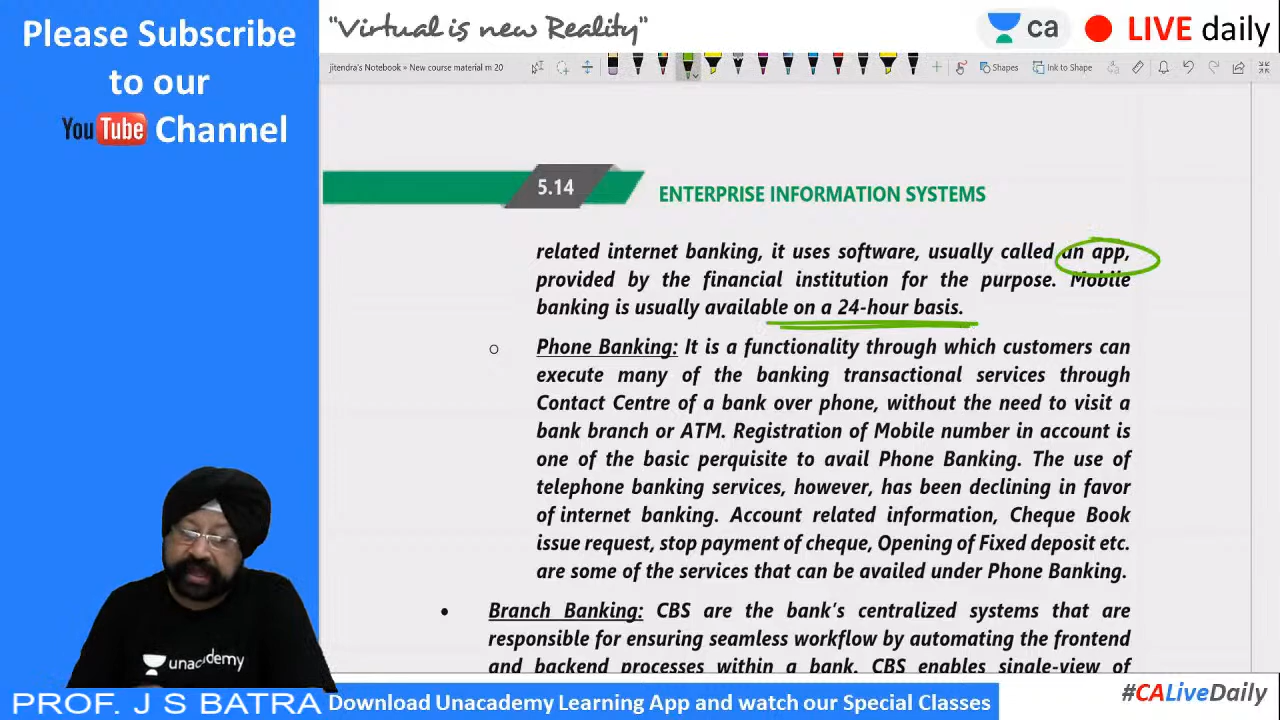 Please Subscribe
to our
YouTube Channel
"Virtual is new Reality"
ca LIVE daily
jitendra's Notebook » New course material m 20
Shapes
Ink to Shape
5.14
ENTERPRISE INFORMATION SYSTEMS
related internet banking, it uses software, usually called an app,
provided by the financial institution for the purpose. Mobile
banking is usually available on a 24-hour basis.
o Phone Banking: It is a functionality through which customers can
execute many of the banking transactional services through
Contact Centre of a bank over phone, without the need to visit a
bank branch or ATM. Registration of Mobile number in account is
one of the basic perquisite to avail Phone Banking. The use of
telephone banking services, however, has been declining in favor
of internet banking. Account related information, Cheque Book
issue request, stop payment of cheque, Opening of Fixed deposit etc.
are some of the services that can be availed under Phone Banking.
• Branch Banking: CBS are the bank's centralized systems that are
responsible for ensuring seamless workflow by automating the frontend
and backend processes within a bank. CBS enables single-view of
unacademy
PROF. J S BATRA
Download Unacademy Learning App and watch our Special Classes
#CALiveDaily